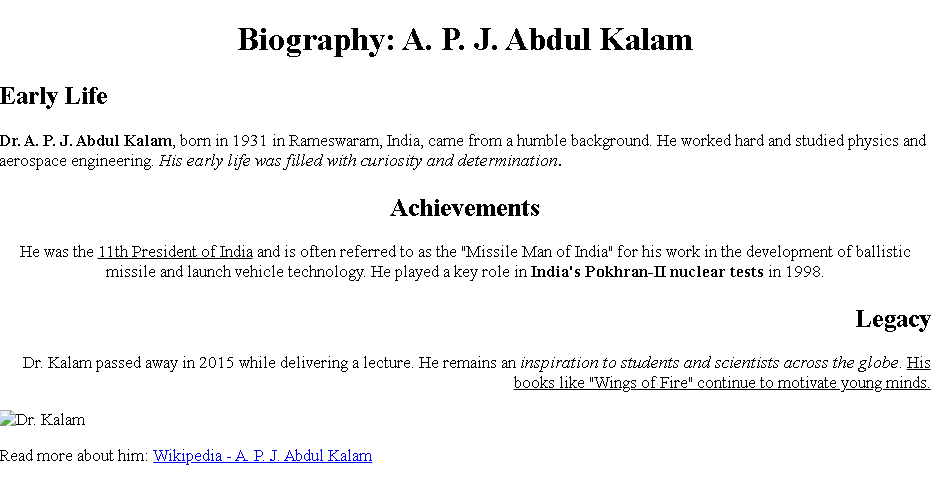 Biography: A. P. J. Abdul Kalam
Early Life
Dr. A. P. J. Abdul Kalam, born in 1931 in Rameswaram, India, came from a humble background. He worked hard and studied physics and
aerospace engineering. His early life was filled with curiosity and determination.
Achievements
He was the 11th President of India and is often referred to as the "Missile Man of India" for his work in the development of ballistic
missile and launch vehicle technology. He played a key role in India's Pokhran-II nuclear tests in 1998.
Legacy
Dr. Kalam passed away in 2015 while delivering a lecture. He remains an inspiration to students and scientists across the globe. His
books like "Wings of Fire" continue to motivate young minds.
Dr. Kalam
Read more about him: Wikipedia - A. P. J. Abdul Kalam